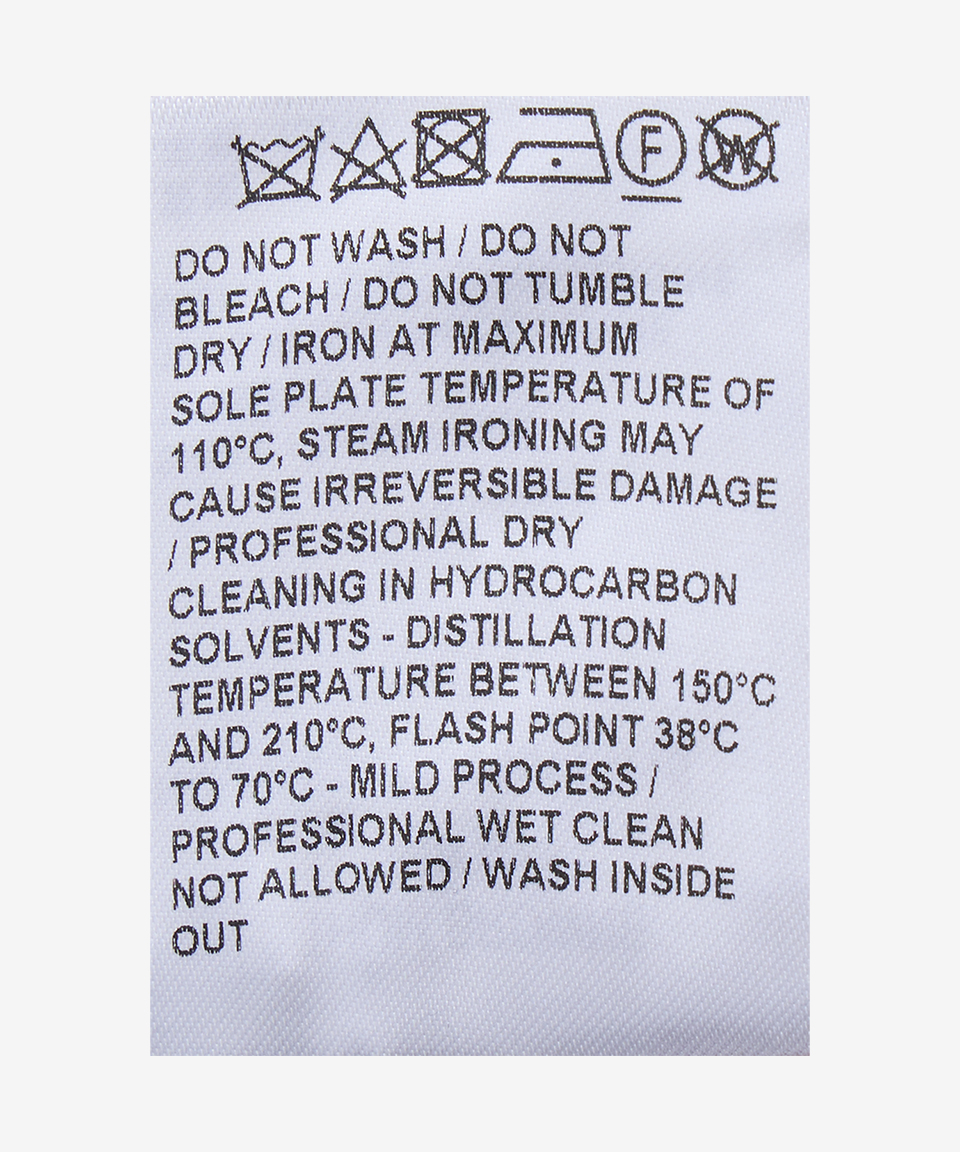 F W
DO NOT WASH / DO NOT
BLEACH / DO NOT TUMBLE
DRY / IRON AT MAXIMUM
SOLE PLATE TEMPERATURE OF
110°C, STEAM IRONING MAY
CAUSE IRREVERSIBLE DAMAGE
/ PROFESSIONAL DRY
CLEANING IN HYDROCARBON
SOLVENTS - DISTILLATION
TEMPERATURE BETWEEN 150°C
AND 210°C, FLASH POINT 38°C
TO 70°C - MILD PROCESS /
PROFESSIONAL WET CLEAN
NOT ALLOWED / WASH INSIDE
OUT